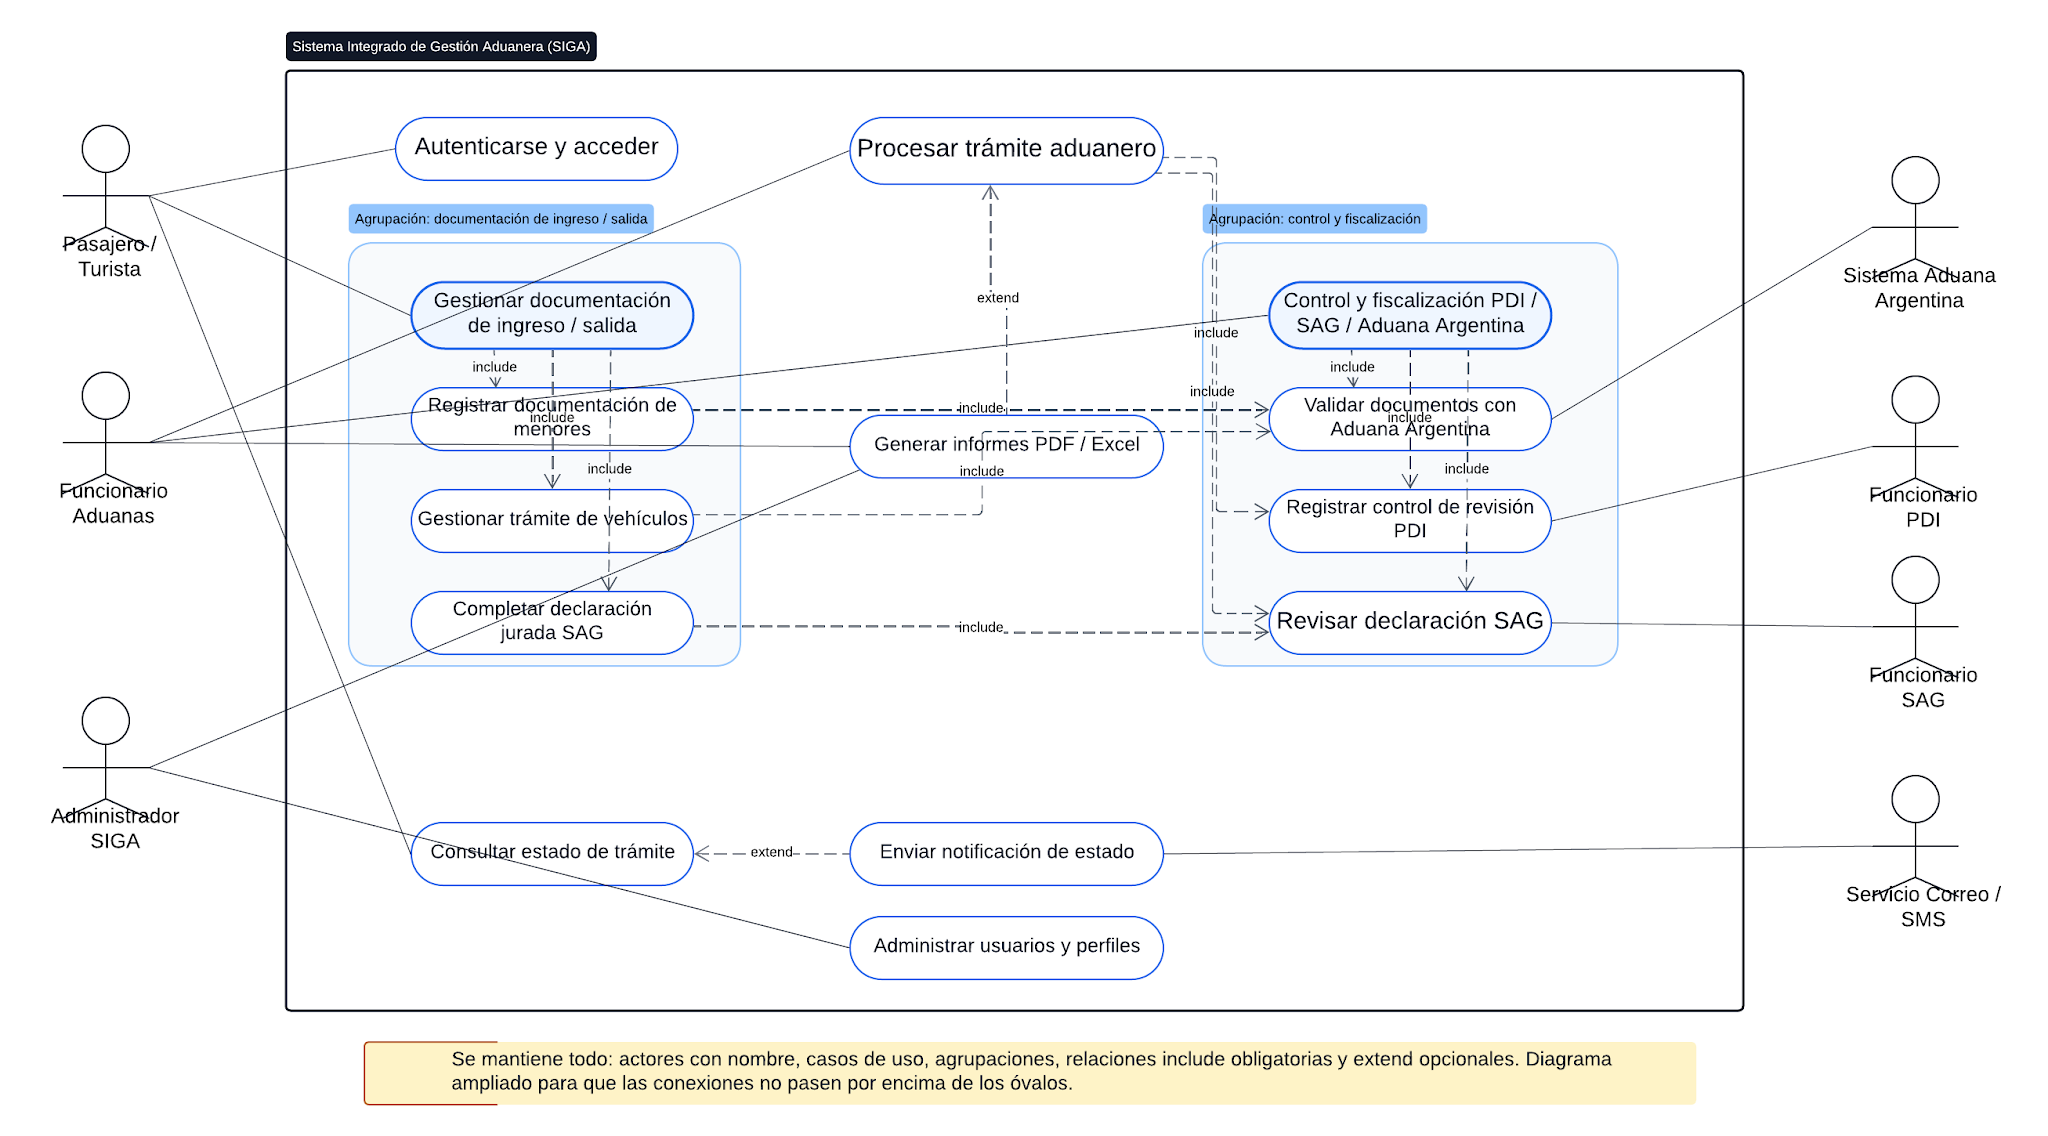 Sistema Integrado de Gestión Aduanera (SIGA)
Autenticarse y acceder
Procesar trámite aduanero
Pasajero /
Turista
Agrupación: documentación de ingreso / salida
Agrupación: control y fiscalización
Sistema Aduana
Argentina
Gestionar documentación
de ingreso / salida
extend
Control y fiscalización PDI /
SAG / Aduana Argentina
include
include
include
include
Registrar documentación de
menores
include
include
include
Validar documentos con
Aduana Argentina
include
Generar informes PDF / Excel
include
include
include
Funcionario
Aduanas
Funcionario
PDI
Gestionar trámite de vehículos
Registrar control de revisión
PDI
Completar declaración
jurada SAG
include
Revisar declaración SAG
Funcionario
SAG
Administrador
SIGA
Consultar estado de trámite
extend
Enviar notificación de estado
Servicio Correo /
SMS
Administrar usuarios y perfiles
Se mantiene todo: actores con nombre, casos de uso, agrupaciones, relaciones include obligatorias y extend opcionales. Diagrama
ampliado para que las conexiones no pasen por encima de los óvalos.